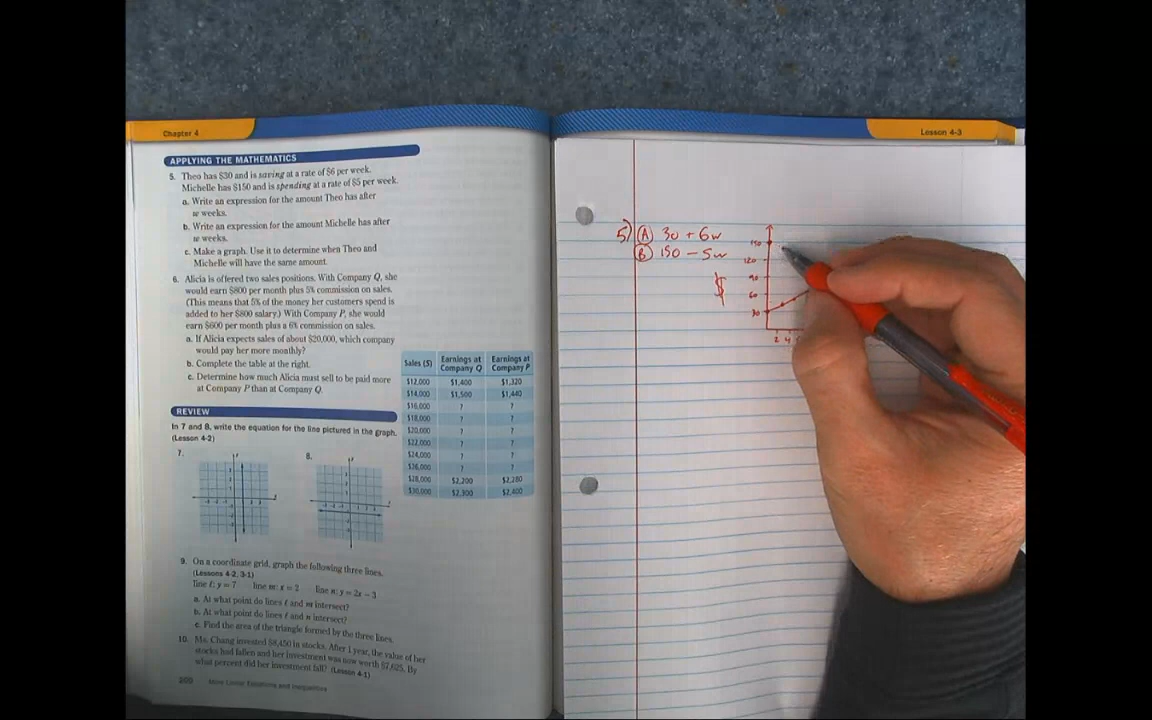 Chapter 4
APPLYING THE MATHEMATICS
5. Theo has $30 and is saving at a rate of $6 per week.
Michelle has $150 and is spending at a rate of $5 per week.
a. Write an expression for the amount Theo has after
w weeks.
b. Write an expression for the amount Michelle has after
w weeks.
c. Make a graph. Use it to determine when Theo and
Michelle will have the same amount.
6. Alicia is offered two sales positions. With Company Q, she
would earn $800 per month plus 5% commission on sales.
(This means that 5% of the money her customers spend is
added to her $800 salary.) With Company P, she would
earn $600 per month plus a 6% commission on sales.
a. If Alicia expects sales of about $20,000, which company
would pay her more monthly?
b. Complete the table at the right.
c. Determine how much Alicia must sell to be paid more
at Company P than at Company Q.
Sales ($) Earnings at Company Q Earnings at Company P
$12,000 $1,400 $1,320
$14,000 $1,500 $1,440
$16,000 ? ?
$18,000 ? ?
$20,000 ? ?
$22,000 ? ?
$24,000 ? ?
$26,000 ? ?
$28,000 $2,200 $2,280
$30,000 $2,300 $2,400
REVIEW
In 7 and 8, write the equation for the line pictured in the graph.
(Lesson 4-2)
7.
8.
9. On a coordinate grid, graph the following three lines.
(Lessons 4-2, 3-1)
line ℓ: y = 7 line m: x = 2 line n: y = 2x − 3
a. At what point do lines ℓ and m intersect?
b. At what point do lines ℓ and n intersect?
c. Find the area of the triangle formed by the three lines.
10. Ms. Chang invested $8,450 in stocks. After 1 year, the value of her
stocks had fallen and her investment was now worth $7,625. By
what percent did her investment fall? (Lesson 4-1)
200 More Linear Equations and Inequalities
Lesson 4-3
5) A 30 + 6w
B 150 − 5w
$
150
120
90
60
30
2 4